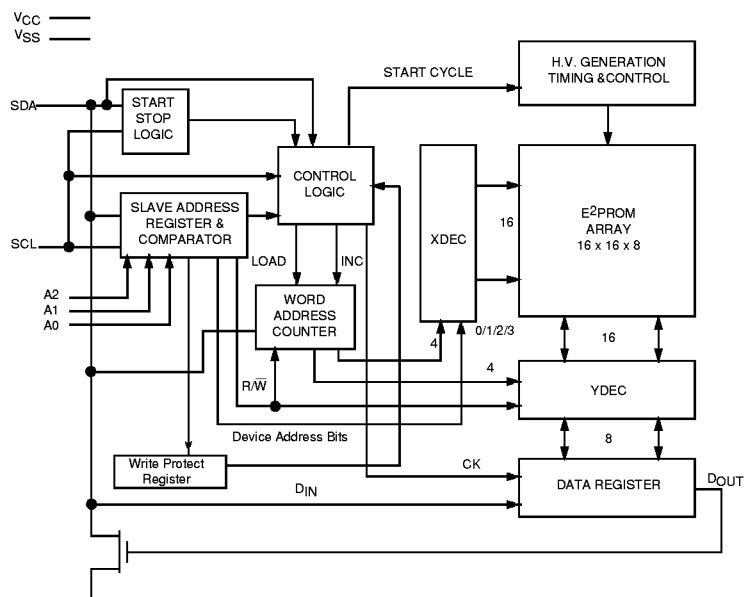 VCC
VSS
SDA
START
STOP
LOGIC
START CYCLE
H.V. GENERATION
TIMING &CONTROL
CONTROL
LOGIC
SLAVE ADDRESS
REGISTER &
COMPARATOR
SCL
A2
A1
A0
LOAD
INC
WORD
ADDRESS
COUNTER
XDEC
16
E²PROM
ARRAY
16 x 16 x 8
0/1/2/3
4
16
4
R/W̅
YDEC
Device Address Bits
8
Write Protect
Register
CK
DIN
DATA REGISTER
DOUT